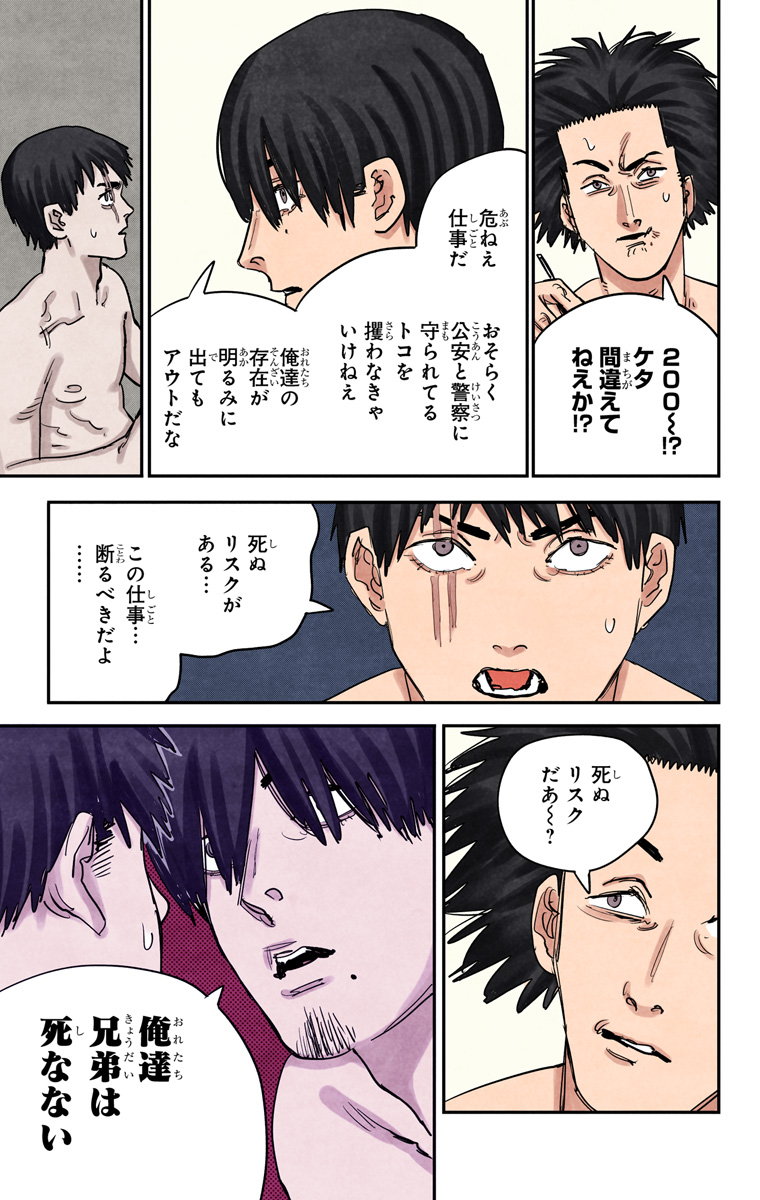 200〜!?
ケタ
間違えて
ねえか!?
危ねえ
仕事だ
おそらく
公安と警察に
守られてる
トコを
攫わなきゃ
いけねえ
俺達の
存在が
明るみに
出ても
アウトだな
死ぬ
リスクが
ある…
この仕事…
断るべきだよ
……
死ぬ
リスク
だあ〜?
俺達
兄弟は
死なない